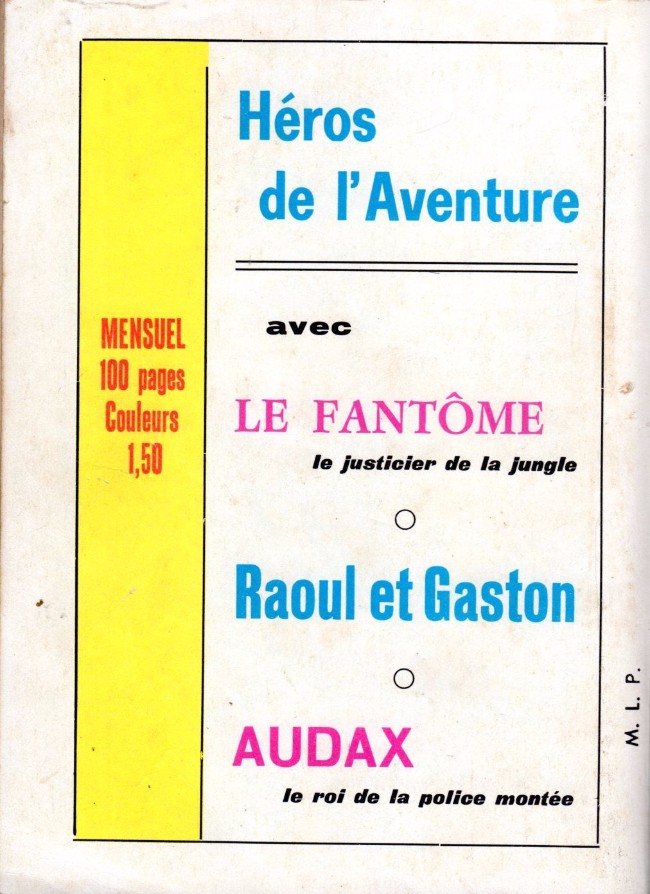 Héros
de l'Aventure
avec
MENSUEL
100 pages
Couleurs
1,50
LE FANTÔME
le justicier de la jungle
Raoul et Gaston
AUDAX
le roi de la police montée
M. L. P.